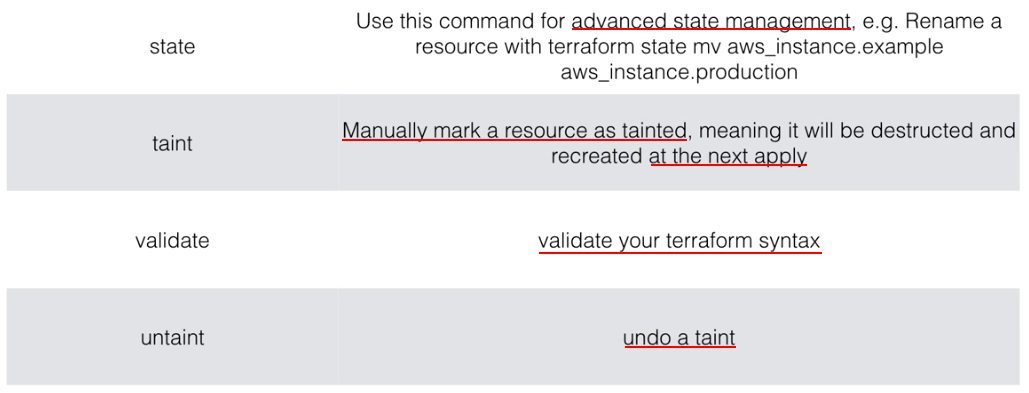 state
Use this command for advanced state management, e.g. Rename a
resource with terraform state mv aws_instance.example
aws_instance.production
taint
Manually mark a resource as tainted, meaning it will be destructed and
recreated at the next apply
validate
validate your terraform syntax
untaint
undo a taint